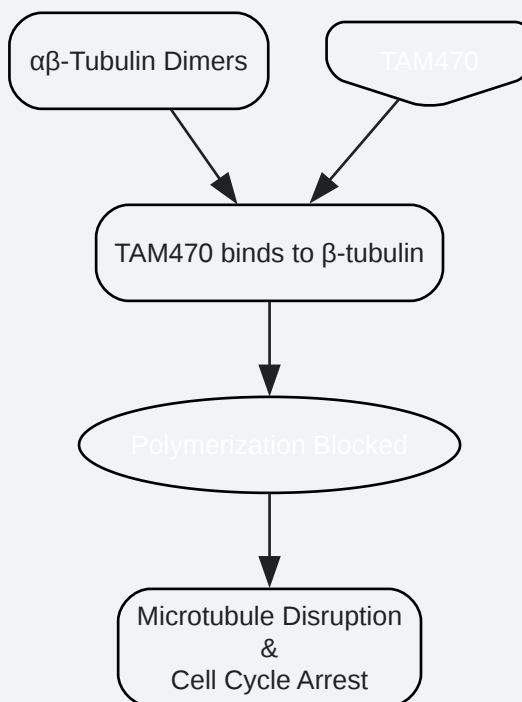 αβ-Tubulin Dimers
TAM470
TAM470 binds to β-tubulin
Polymerization Blocked
Microtubule Disruption
&
Cell Cycle Arrest